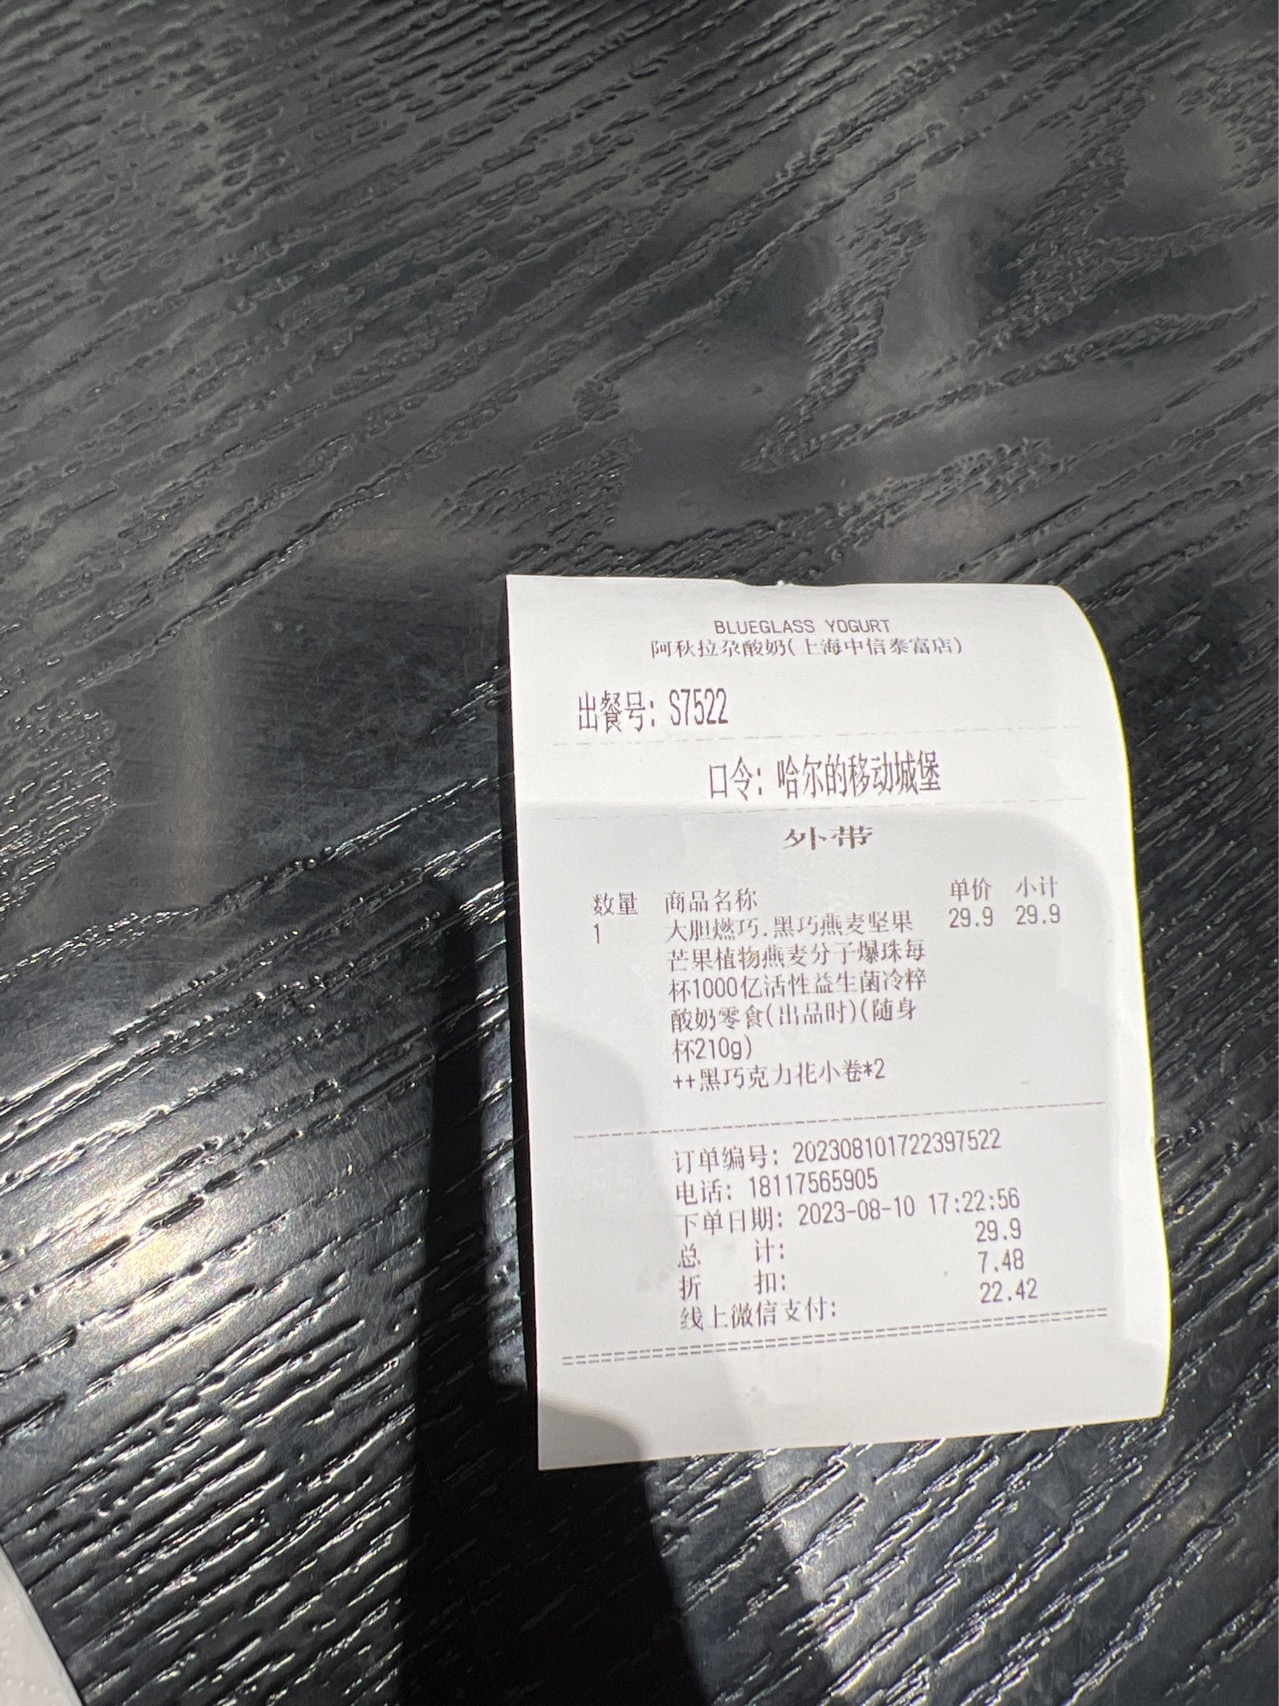 BLUEGLASS YOGURT
阿秋拉尕酸奶(上海中信泰富店)
出餐号: S7522
口令: 哈尔的移动城堡
外带
数量 商品名称 单价 小计
1 大胆燃巧.黑巧燕麦坚果 29.9 29.9
芒果植物燕麦分子爆珠每
杯1000亿活性益生菌冷粹
酸奶零食(出品时)(随身
杯210g)
++黑巧克力花小卷*2
订单编号: 202308101722397522
电话: 18117565905
下单日期: 2023-08-10 17:22:56
总 计: 29.9
折 扣: 7.48
线上微信支付: 22.42